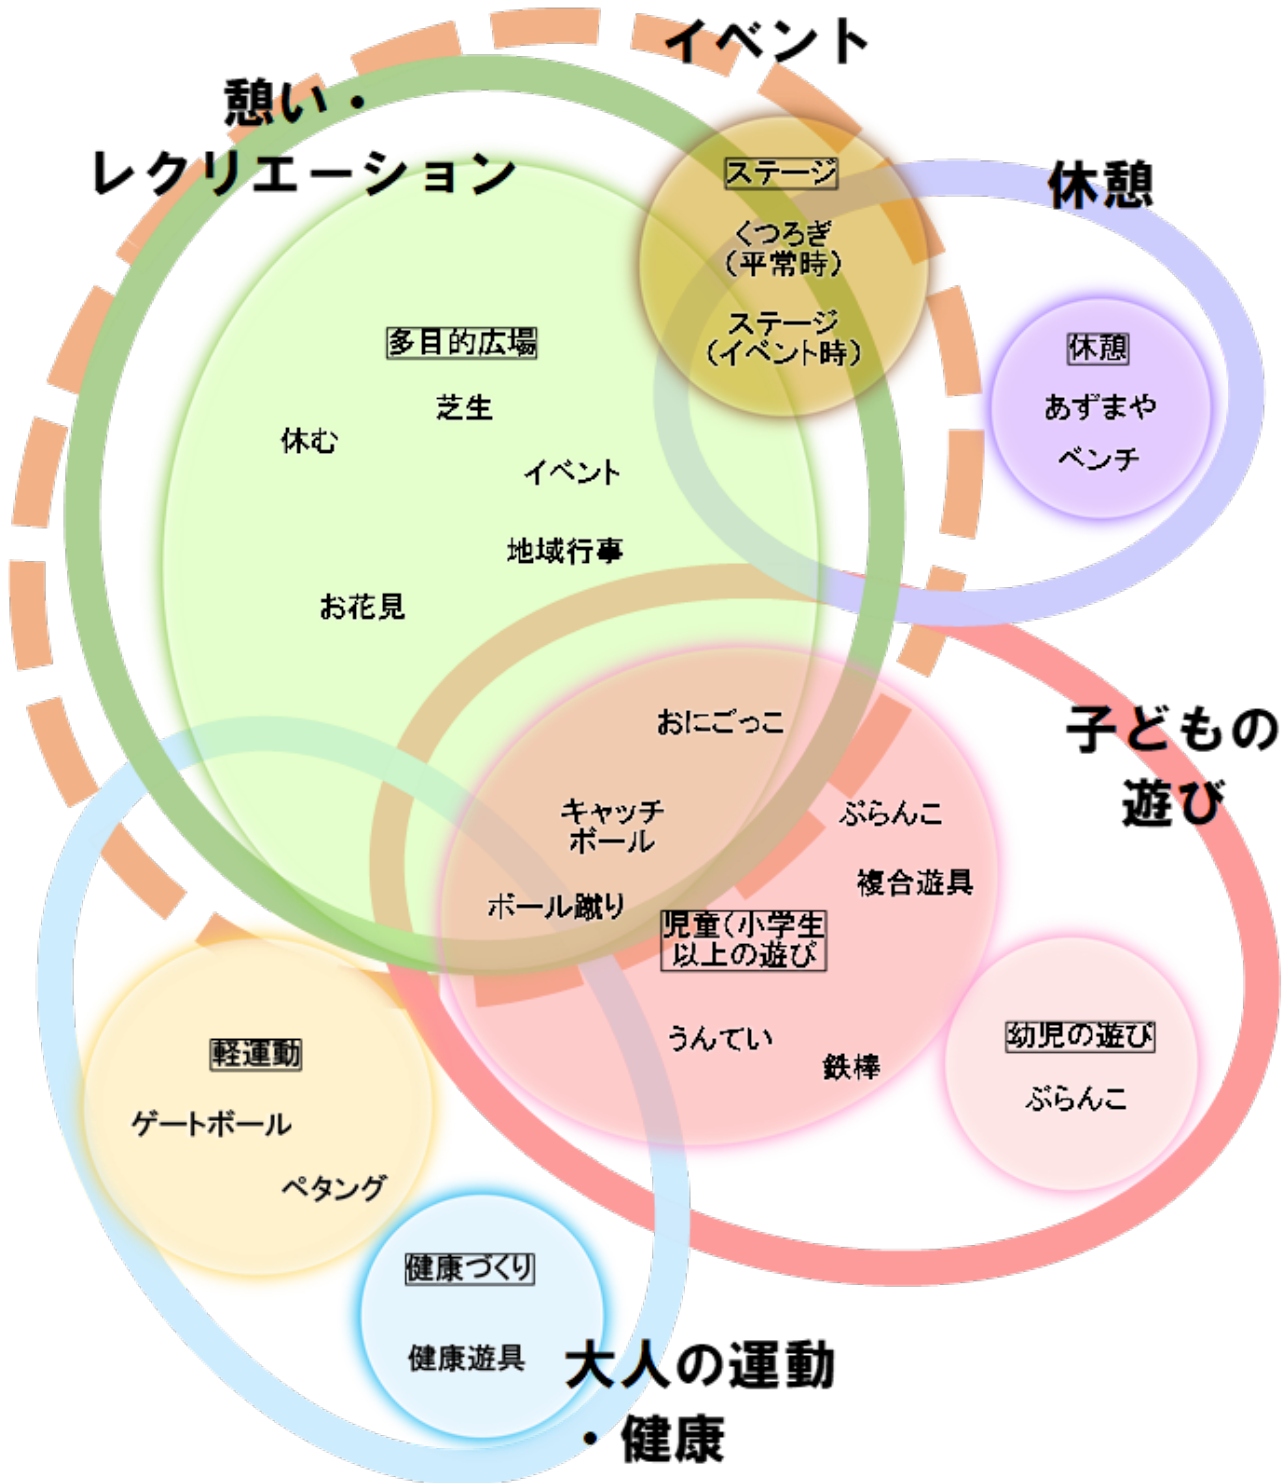 イベント
憩い・
レクリエーション
ステージ
くつろぎ
（平常時）
ステージ
（イベント時）
休憩
休憩
あずまや
ベンチ
多目的広場
芝生
休む
イベント
地域行事
お花見
おにごっこ
キャッチ
ボール
ボール蹴り
子どもの
遊び
ぶらんこ
複合遊具
児童（小学生
以上の遊び
うんてい
鉄棒
幼児の遊び
ぶらんこ
軽運動
ゲートボール
ペタング
健康づくり
健康遊具
大人の運動
・健康